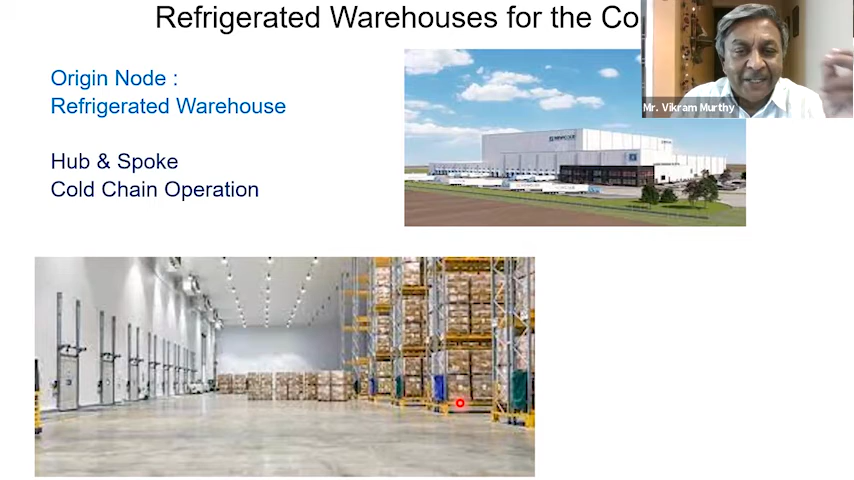 Refrigerated Warehouses for the Co
Mr. Vikram Murthy
Origin Node :
Refrigerated Warehouse
Hub & Spoke
Cold Chain Operation